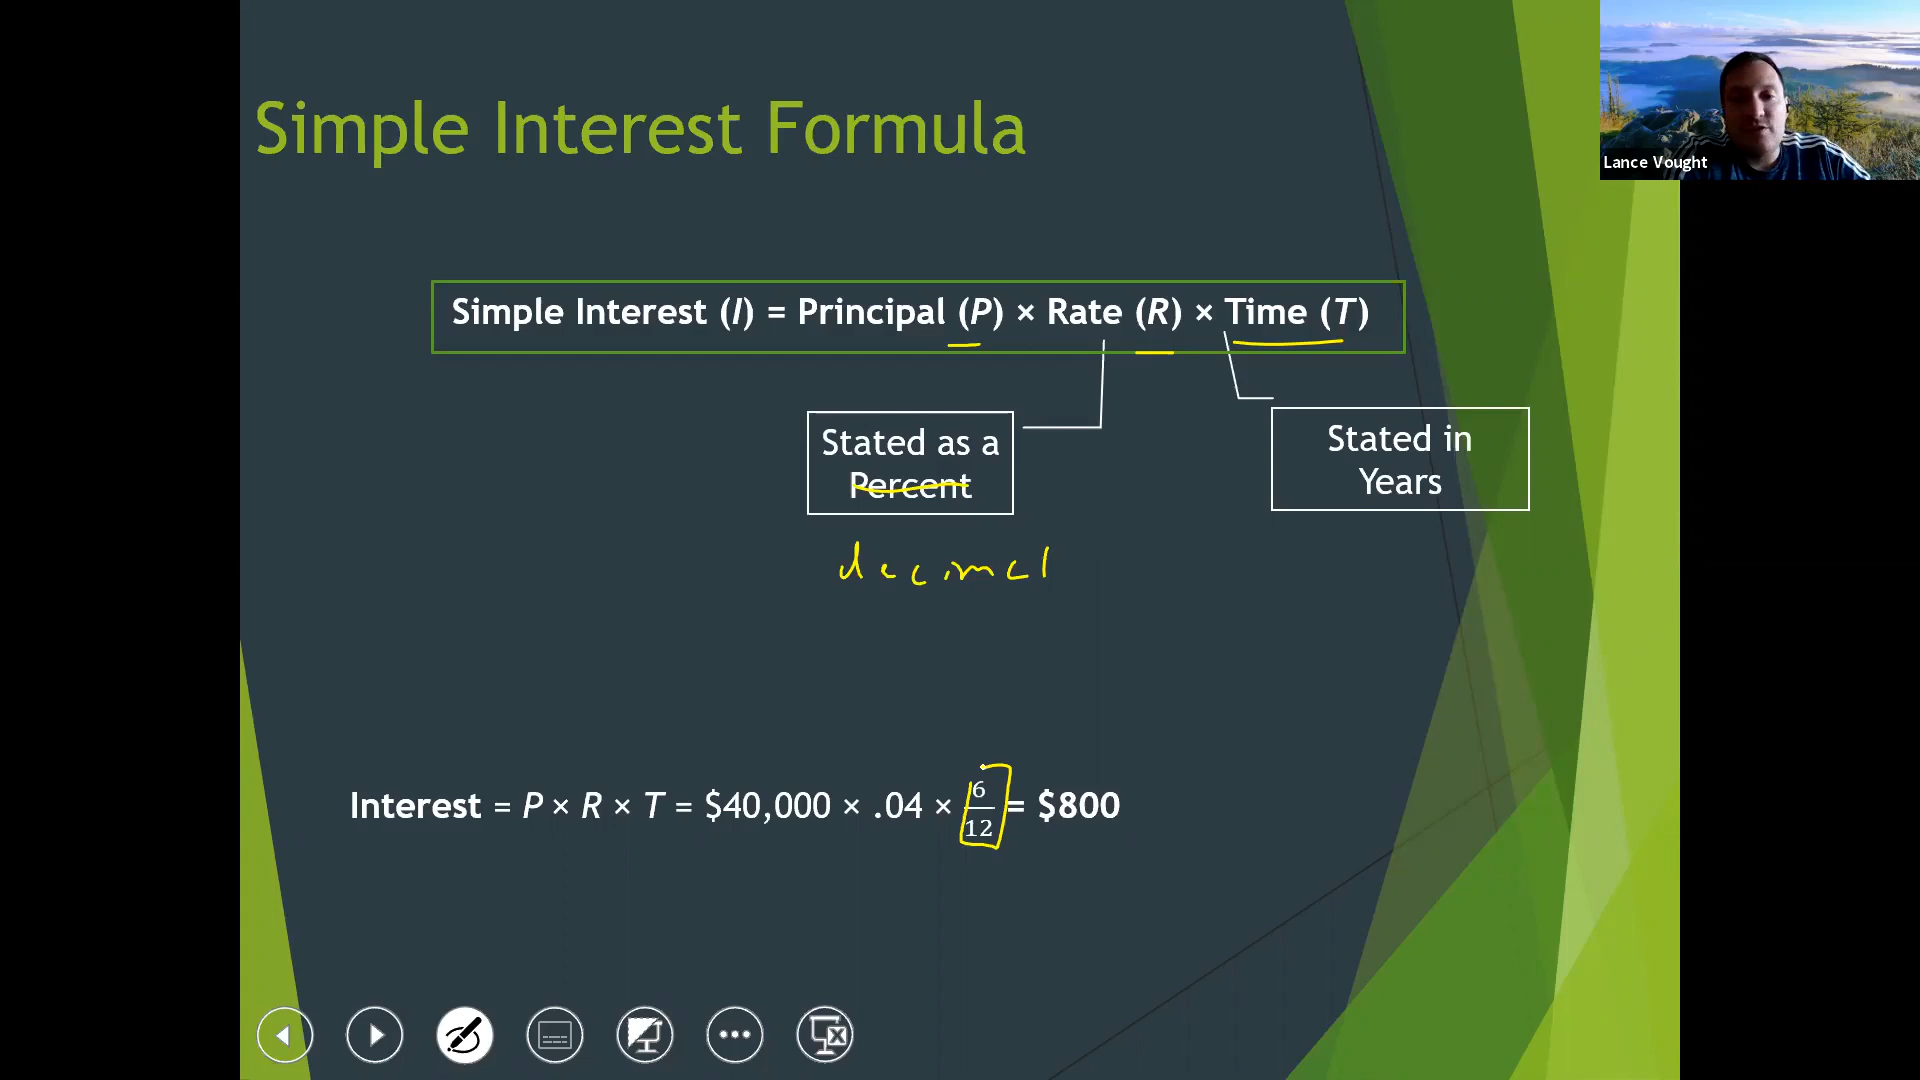 Simple Interest Formula
Lance Vought
Simple Interest (I) = Principal (P) × Rate (R) × Time (T)
Stated as a
Percent
Stated in
Years
decimal
Interest = P × R × T = $40,000 × .04 × 6/12 = $800